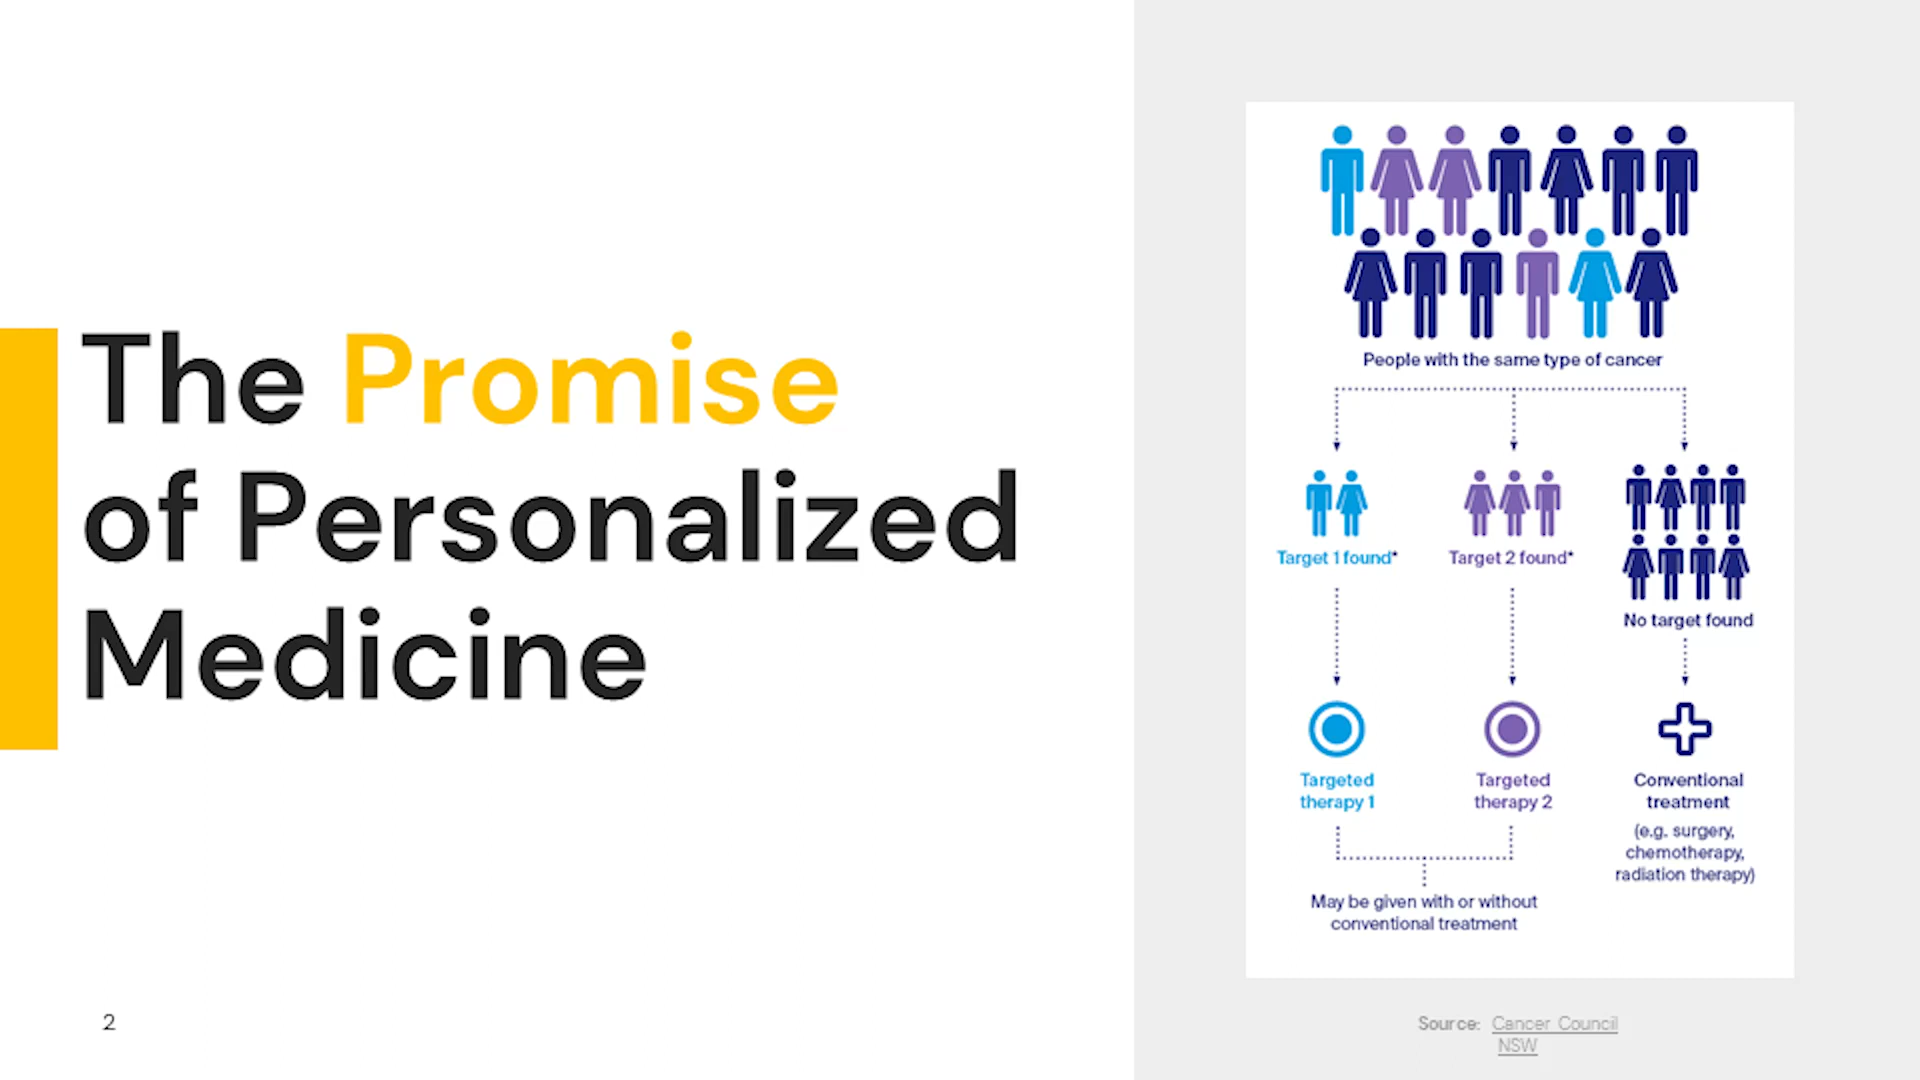 The Promise
of Personalized
Medicine
2
People with the same type of cancer
Target 1 found*
Target 2 found*
No target found
Targeted
therapy 1
Targeted
therapy 2
Conventional
treatment
(e.g. surgery,
chemotherapy,
radiation therapy)
May be given with or without
conventional treatment
Source: Cancer Council
NSW